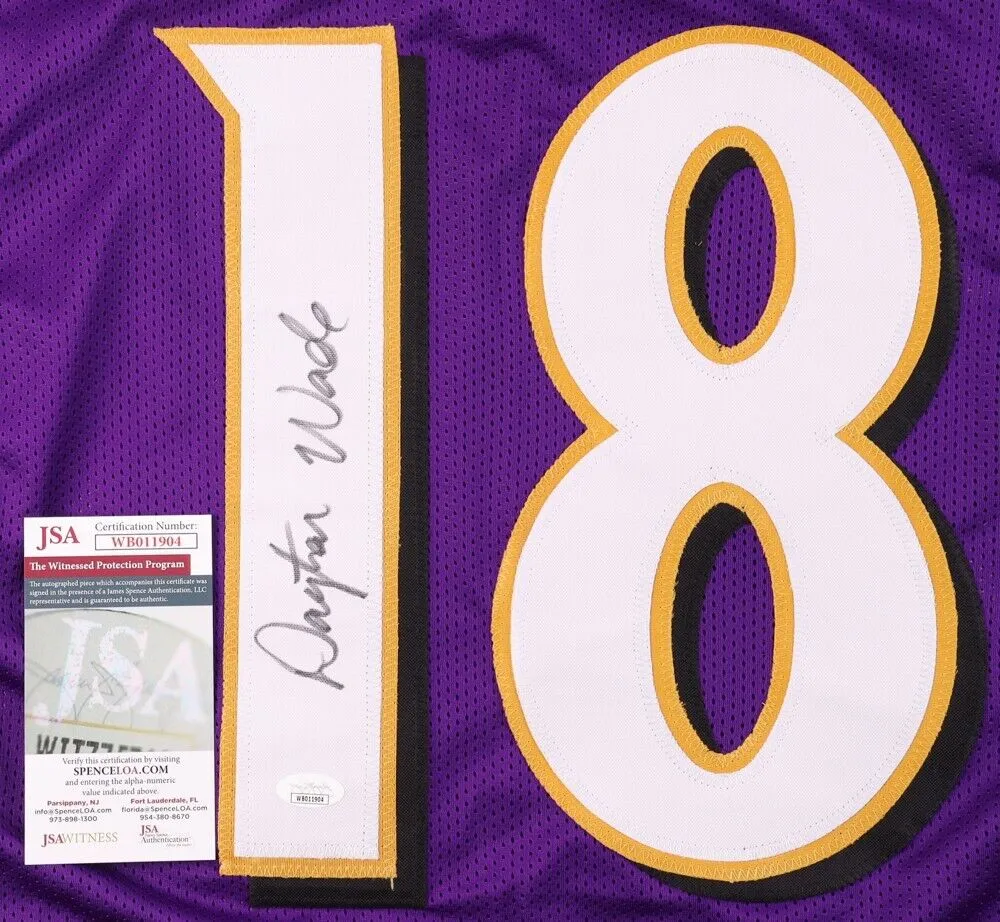 18
Dayton Wade
JSA
Certification Number:
WB011904
The Witnessed Protection Program
The autographed piece which accompanies this certificate was
signed in the presence of a James Spence Authentication, LLC
representative and is guaranteed to be authentic.
JSA
Verify this certification by visiting
SPENCELOA.COM
and entering the alpha-numeric
value indicated above.
Parsippany, NJ
info@SpenceLOA.com
973-898-1300
Fort Lauderdale, FL
florida@SpenceLOA.com
954-380-8670
JSAWITNESS
JSA
Authentication
WB011904